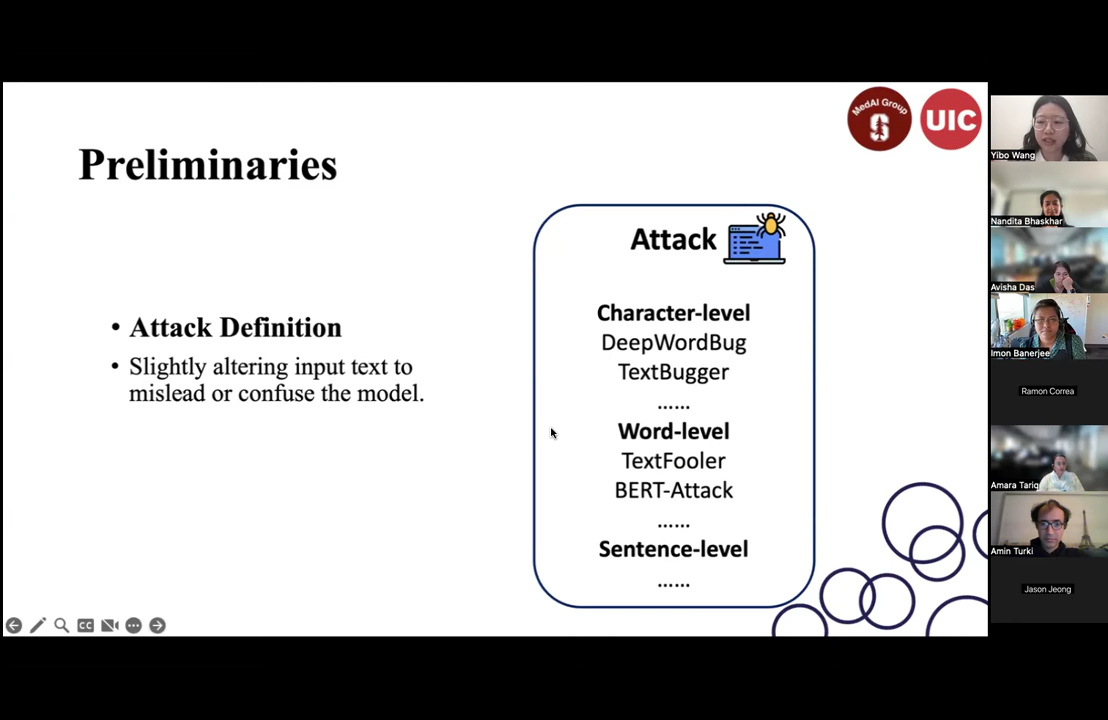 MedAI Group
S
UIC
Preliminaries
• Attack Definition
• Slightly altering input text to
mislead or confuse the model.
Attack
Character-level
DeepWordBug
TextBugger
......
Word-level
TextFooler
BERT-Attack
......
Sentence-level
......
CC
Yibo Wang
Nandita Bhaskhar
Avisha Das
Imon Banerjee
Ramon Correa
Amara Tariq
Amin Turki
Jason Jeong